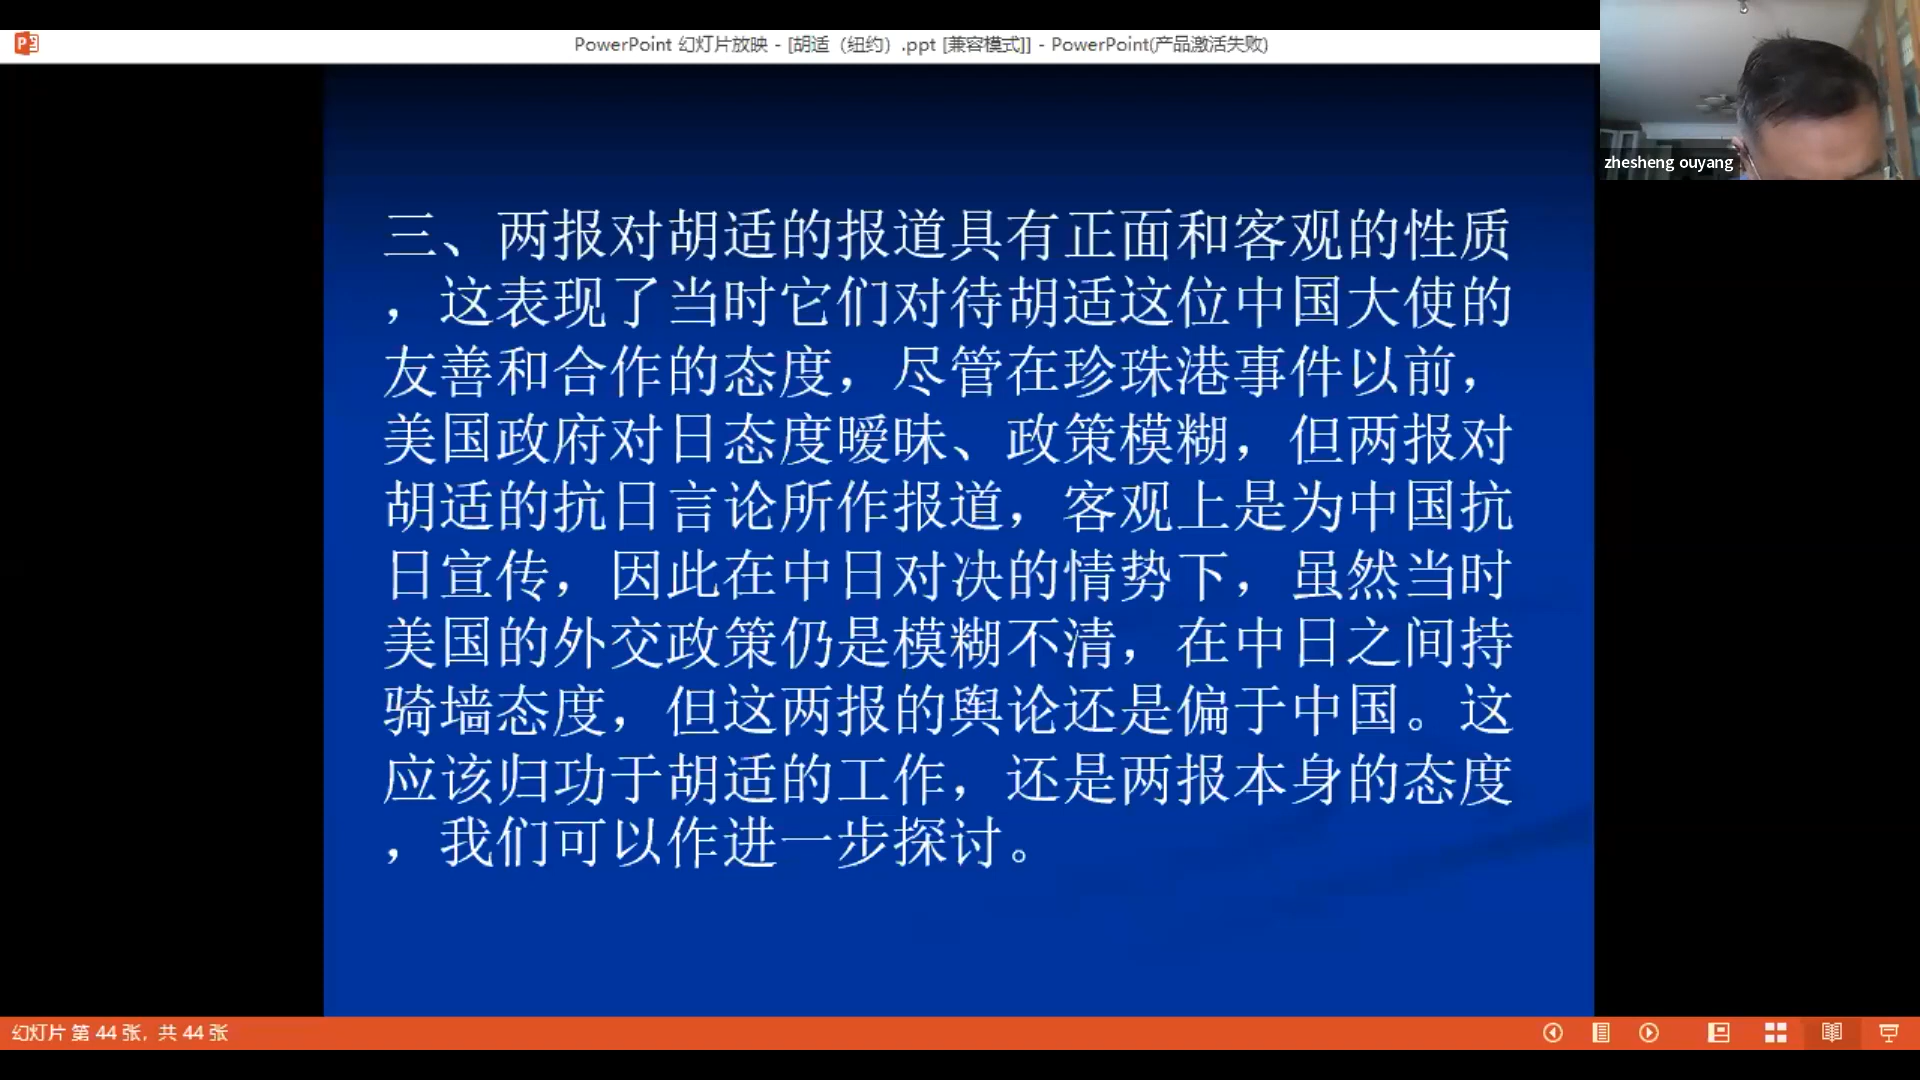 PowerPoint 幻灯片放映 - [胡适（纽约）.ppt [兼容模式]] - PowerPoint(产品激活失败)
zhesheng ouyang
三、两报对胡适的报道具有正面和客观的性质
，这表现了当时它们对待胡适这位中国大使的
友善和合作的态度，尽管在珍珠港事件以前，
美国政府对日态度暧昧、政策模糊，但两报对
胡适的抗日言论所作报道，客观上是为中国抗
日宣传，因此在中日对决的情势下，虽然当时
美国的外交政策仍是模糊不清，在中日之间持
骑墙态度，但这两报的舆论还是偏于中国。这
应该归功于胡适的工作，还是两报本身的态度
，我们可以作进一步探讨。
幻灯片 第 44 张，共 44 张